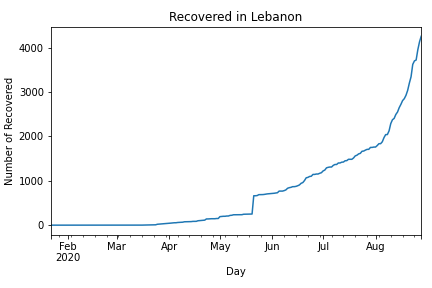 Recovered in Lebanon
Number of Recovered
4000
3000
2000
1000
0
Feb
2020
Mar
Apr
May
Jun
Jul
Aug
Day